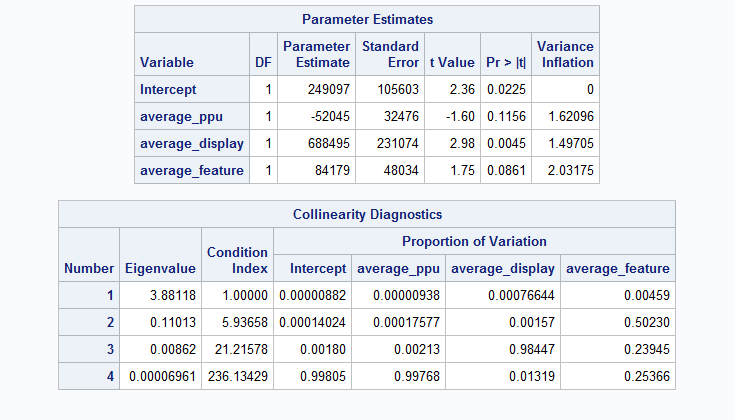 Parameter Estimates
Variable DF Parameter Estimate Standard Error t Value Pr > |t| Variance Inflation
Intercept 1 249097 105603 2.36 0.0225 0
average_ppu 1 -52045 32476 -1.60 0.1156 1.62096
average_display 1 688495 231074 2.98 0.0045 1.49705
average_feature 1 84179 48034 1.75 0.0861 2.03175
Collinearity Diagnostics
Number Eigenvalue Condition Index Proportion of Variation
Intercept average_ppu average_display average_feature
1 3.88118 1.00000 0.00000882 0.00000938 0.00076644 0.00459
2 0.11013 5.93658 0.00014024 0.00017577 0.00157 0.50230
3 0.00862 21.21578 0.00180 0.00213 0.98447 0.23945
4 0.00006961 236.13429 0.99805 0.99768 0.01319 0.25366